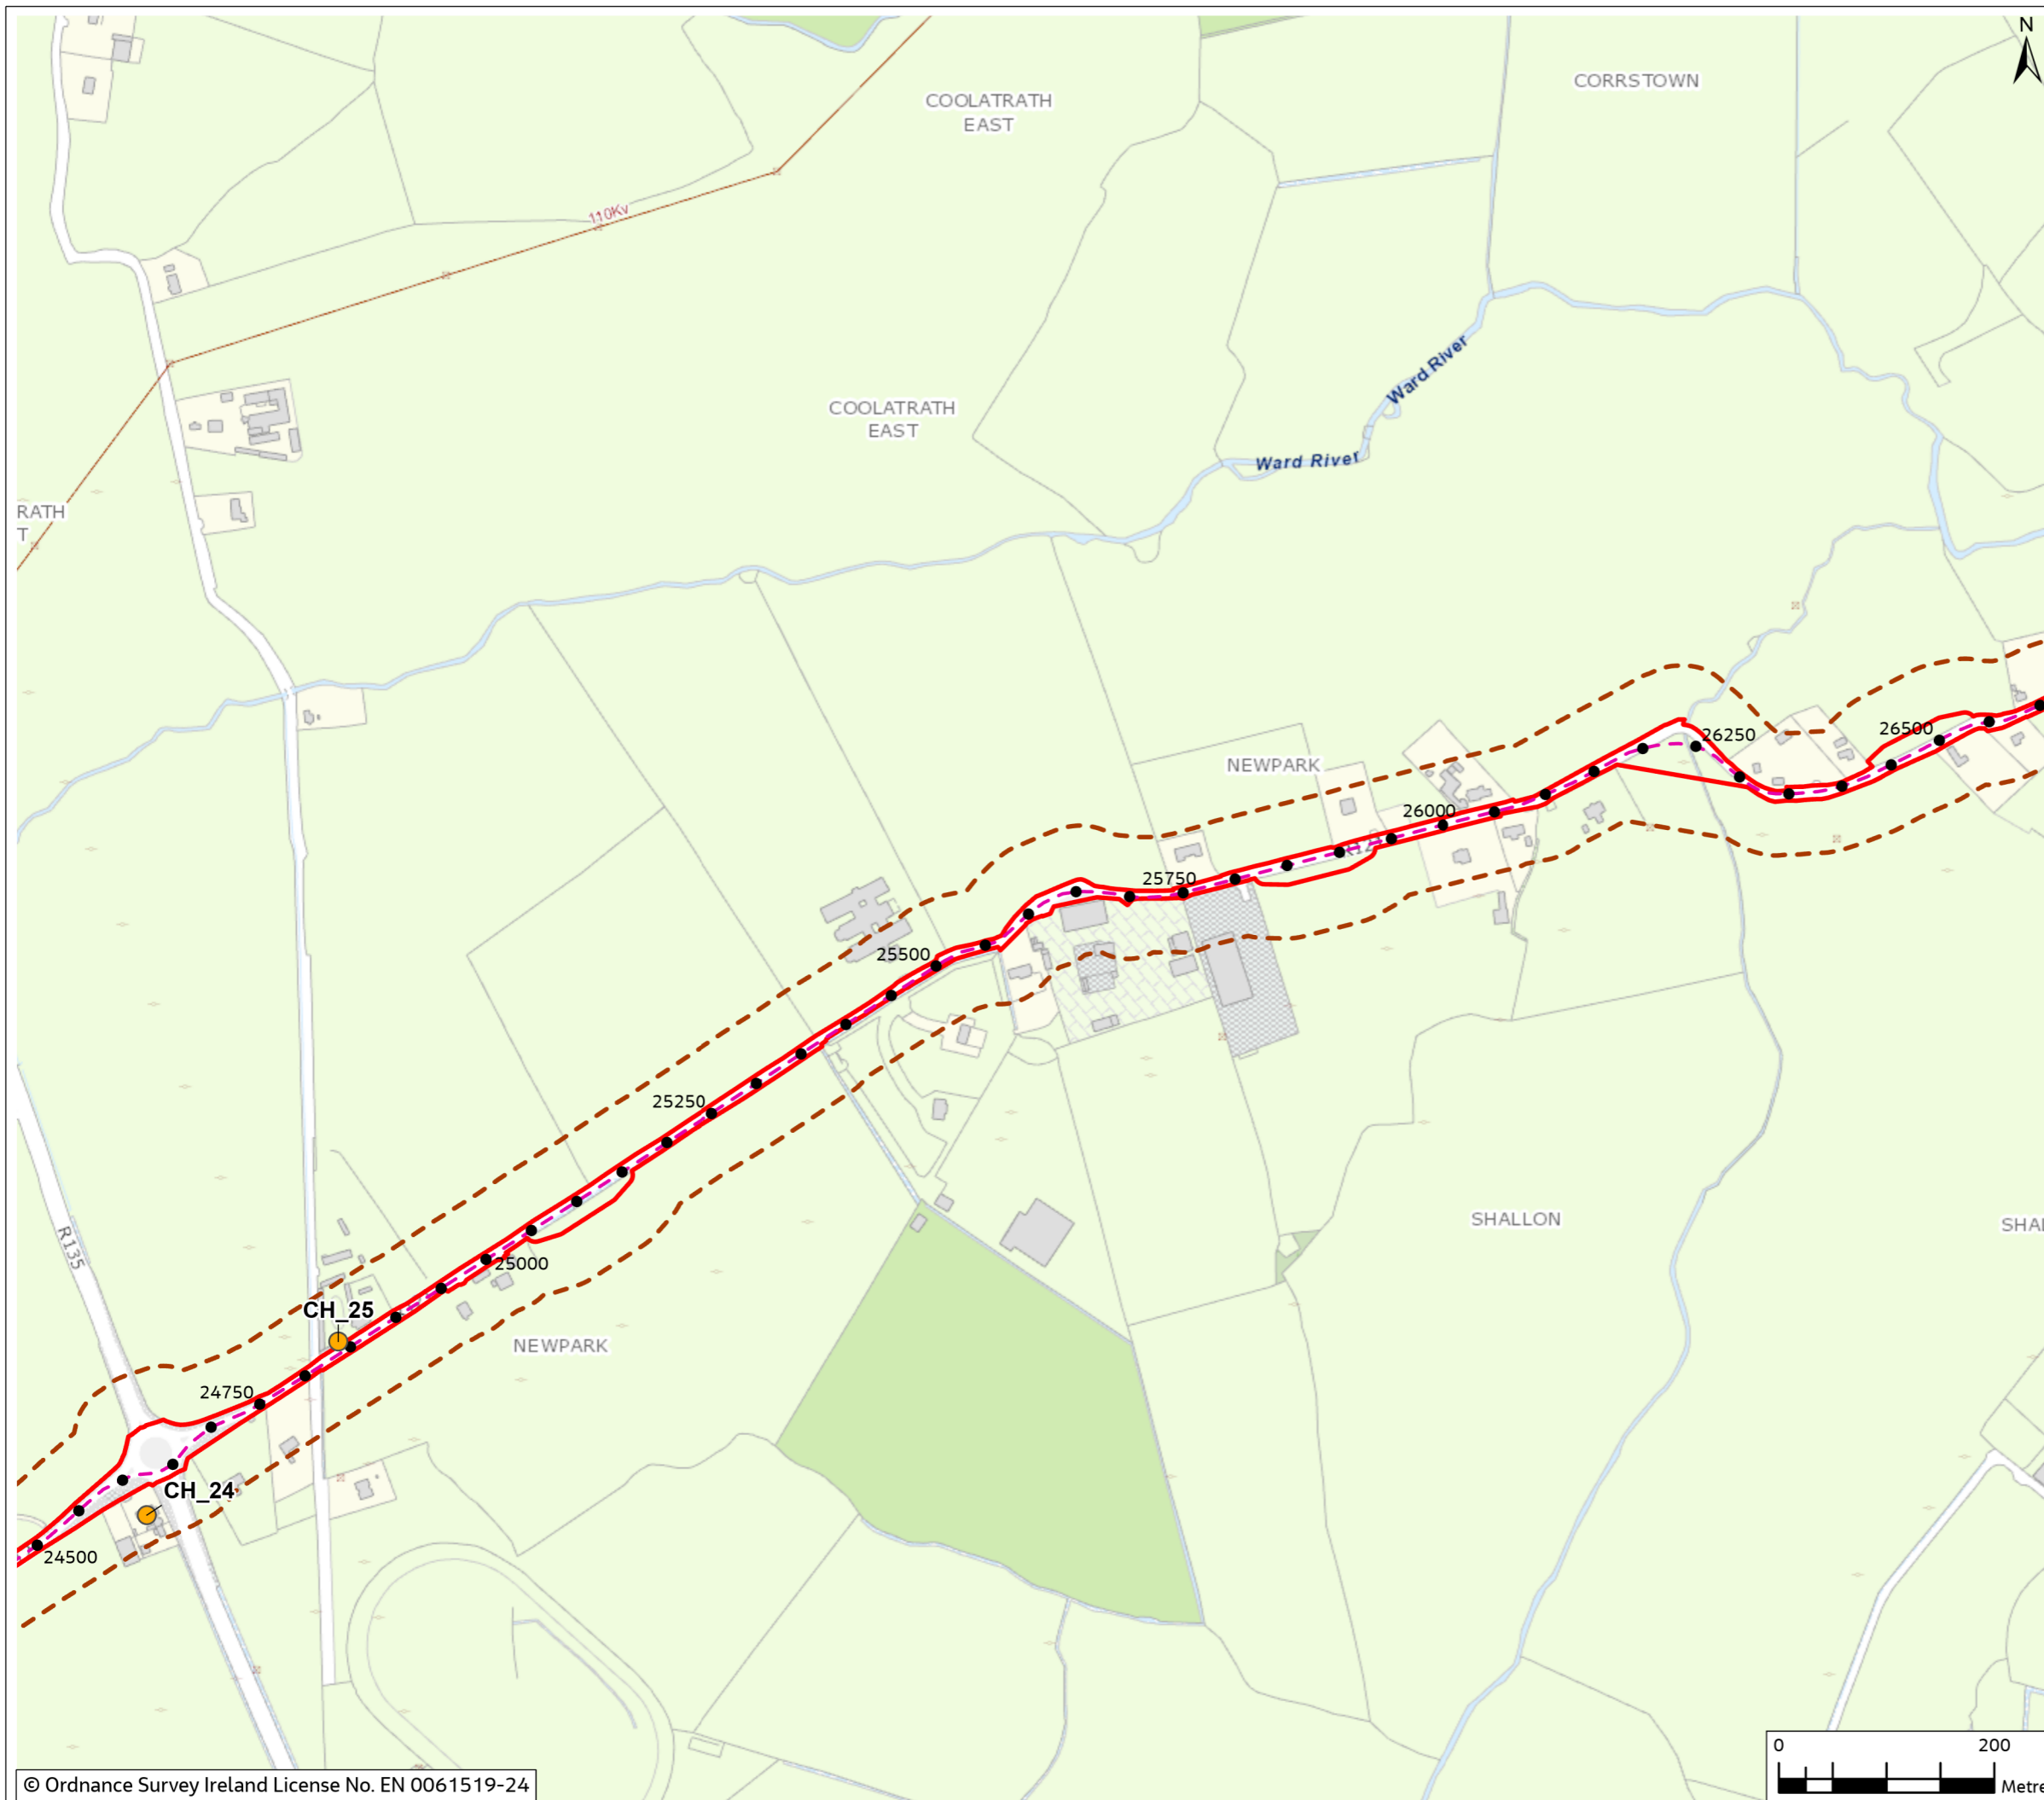 N
CORRSTOWN
COOLATRATH
EAST
110Kv
Ward River
COOLATRATH
EAST
Ward River
RATH
T
26250
26500
NEWPARK
26000
25750
25500
25250
SHALLON
R135
25000
CH_25
NEWPARK
24750
CH_24
24500
0 200
Metre
© Ordnance Survey Ireland License No. EN 0061519-24